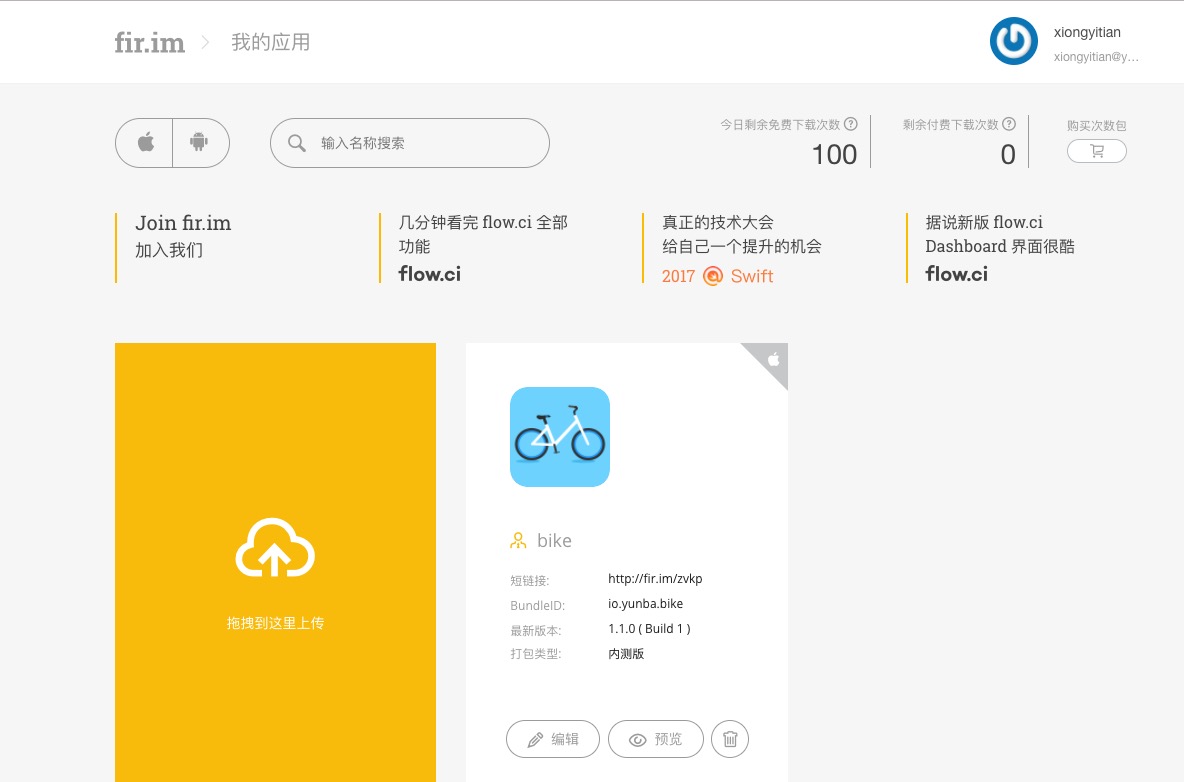 fir.im
我的应用
xiongyitian
xiongyitian@y...
输入名称搜索
今日剩余免费下载次数
100
剩余付费下载次数
0
购买次数包
Join fir.im
加入我们
几分钟看完 flow.ci 全部
功能
flow.ci
真正的技术大会
给自己一个提升的机会
2017 @ Swift
据说新版 flow.ci
Dashboard 界面很酷
flow.ci
拖拽到这里上传
bike
短链接: http://fir.im/zvkp
BundleID: io.yunba.bike
最新版本: 1.1.0 ( Build 1 )
打包类型: 内测版
编辑
预览